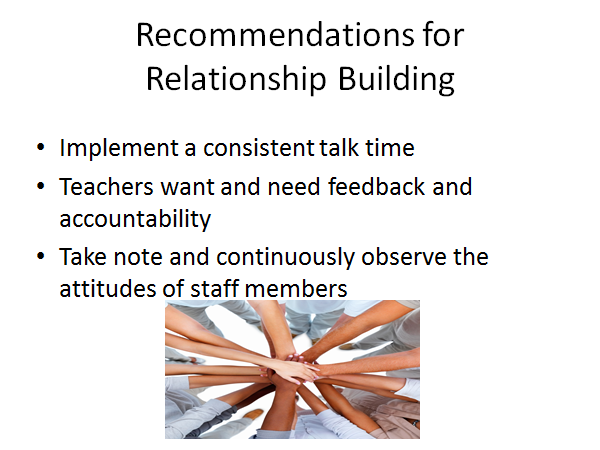 Recommendations for
Relationship Building
• Implement a consistent talk time
• Teachers want and need feedback and
accountability
• Take note and continuously observe the
attitudes of staff members